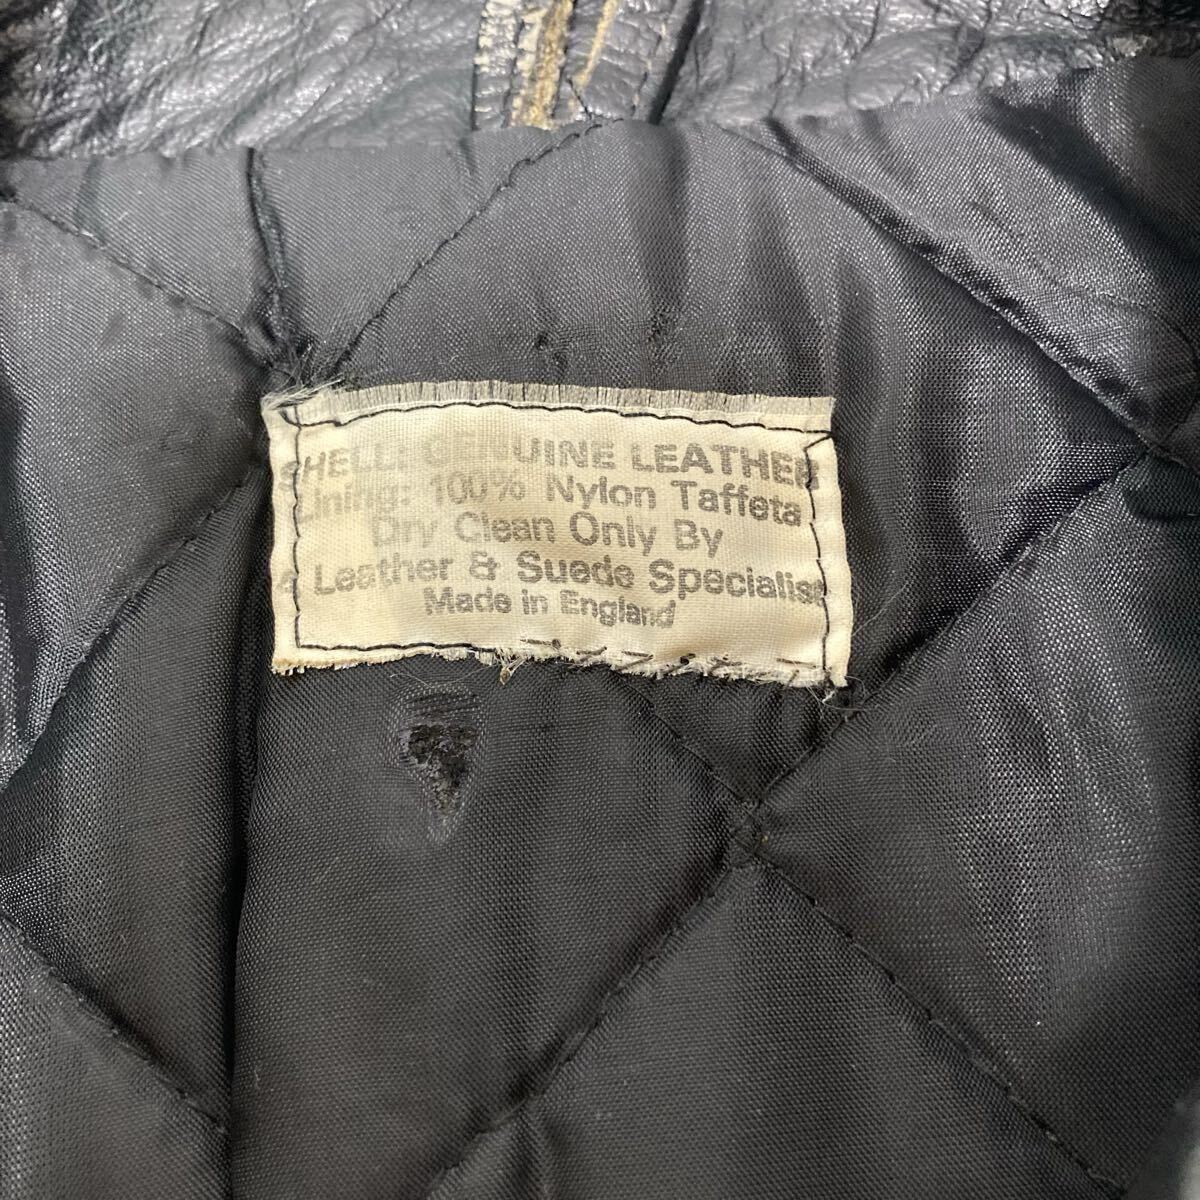 SHELL: GENUINE LEATHER
Lining: 100% Nylon Taffeta
Dry Clean Only By
a Leather & Suede Specialist
Made in England